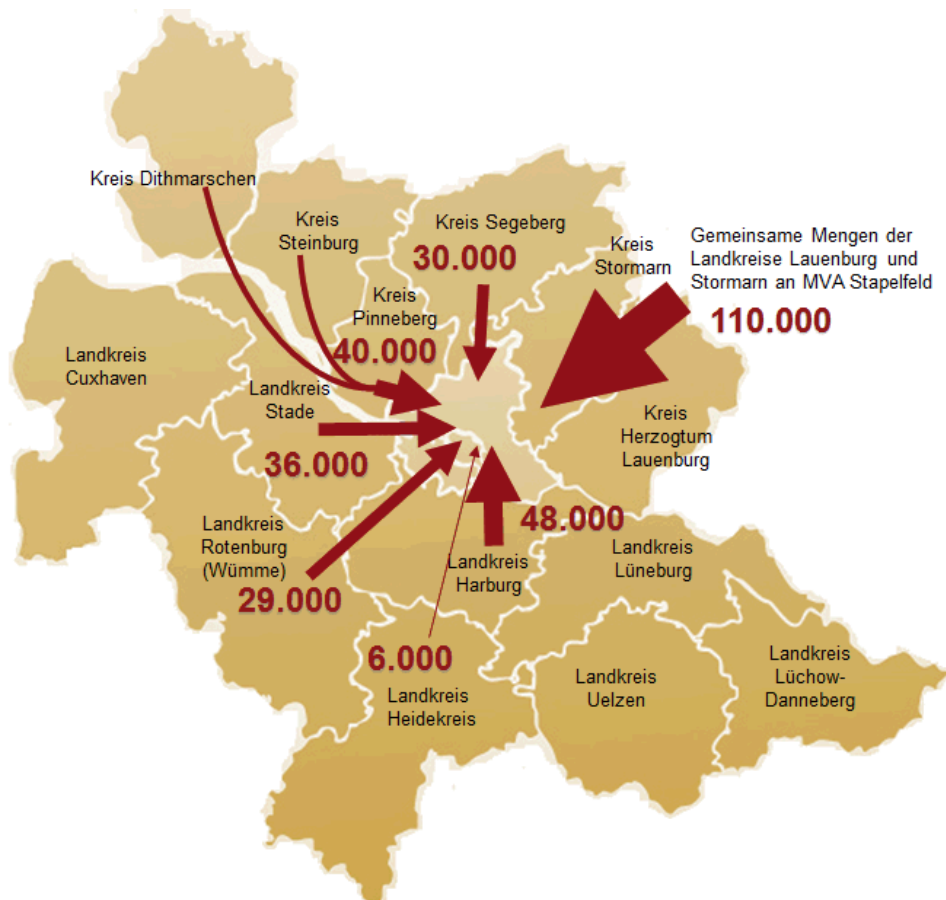 Kreis Dithmarschen
Kreis
Steinburg
Kreis Segeberg
30.000
Kreis
Stormarn
Gemeinsame Mengen der
Landkreise Lauenburg und
Stormarn an MVA Stapelfeld
110.000
Kreis
Pinneberg
40.000
Landkreis
Cuxhaven
Landkreis
Stade
36.000
Kreis
Herzogtum
Lauenburg
48.000
Landkreis
Rotenburg
(Wümme)
29.000
Landkreis
Harburg
Landkreis
Lüneburg
6.000
Landkreis
Heidekreis
Landkreis
Uelzen
Landkreis
Lüchow-
Danneberg